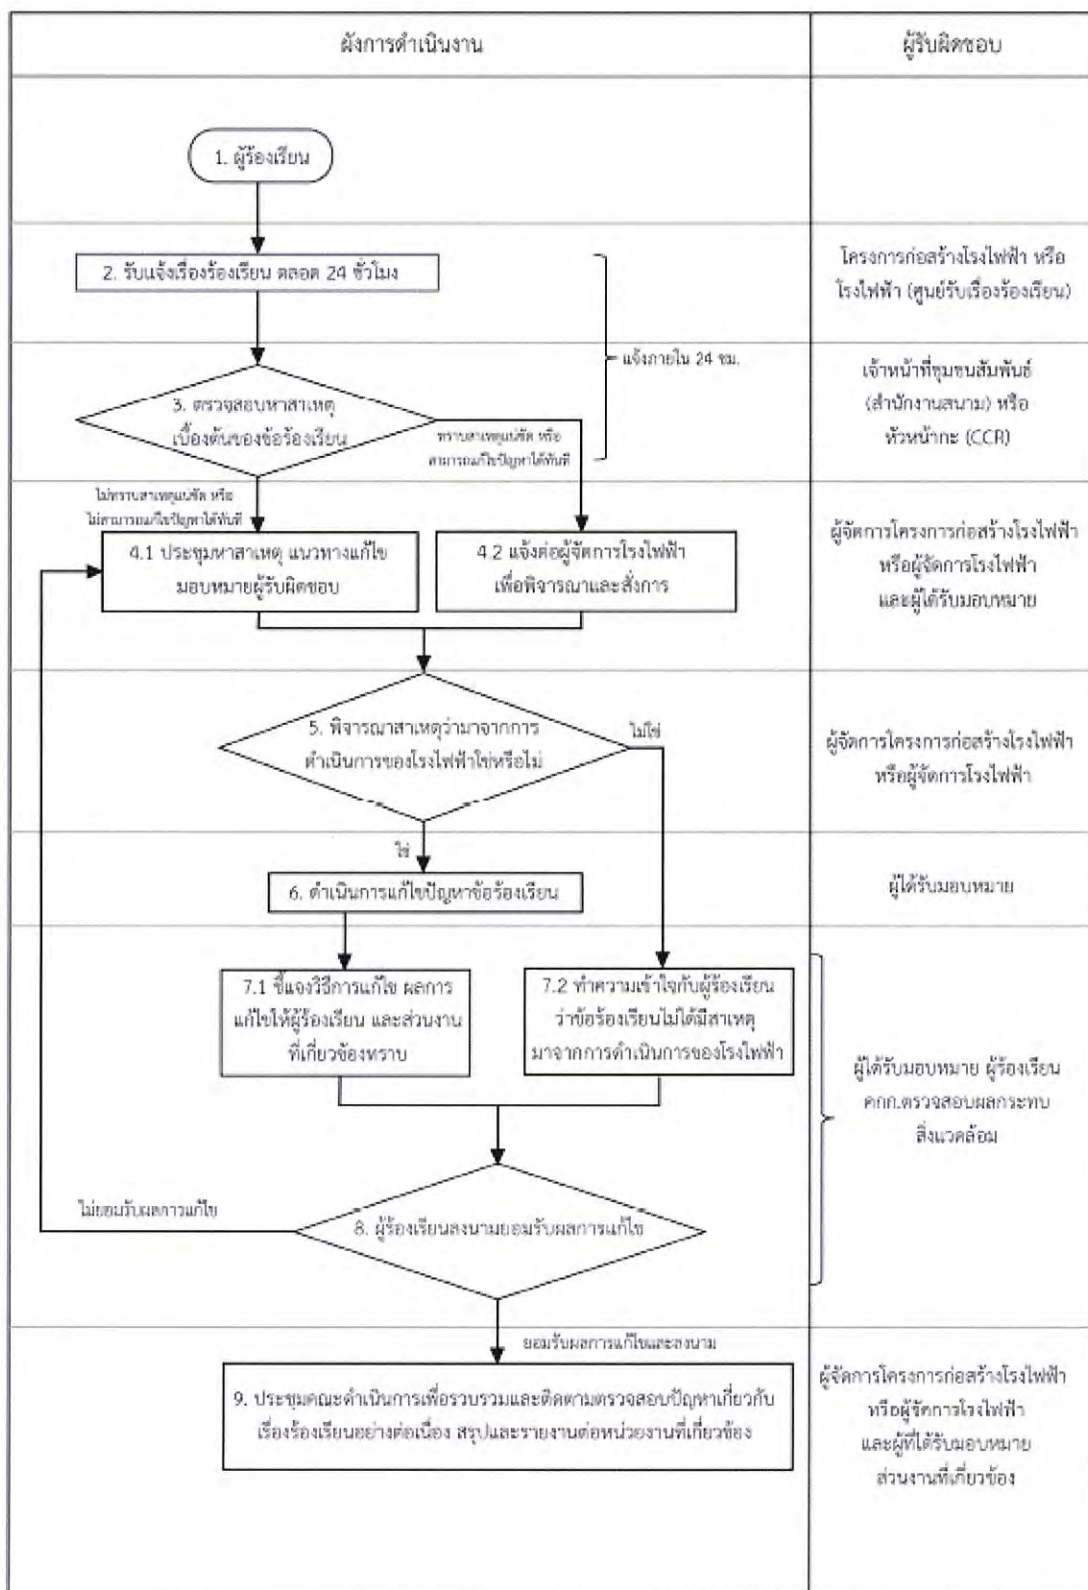 ผังการดำเนินงาน
ผู้รับผิดชอบ
1. ผู้ร้องเรียน
2. รับแจ้งเรื่องร้องเรียน ตลอด 24 ชั่วโมง
โครงการก่อสร้างโรงไฟฟ้า หรือ
โรงไฟฟ้า (ศูนย์รับเรื่องร้องเรียน)
แจ้งภายใน 24 ชม.
3. ตรวจสอบหาสาเหตุ
เบื้องต้นของข้อร้องเรียน
ทราบสาเหตุแน่ชัด หรือ
สามารถแก้ไขปัญหาได้ทันที
เจ้าหน้าที่ชุมชนสัมพันธ์
(สำนักงานสนาม) หรือ
หัวหน้ากะ (CCR)
ไม่ทราบสาเหตุแน่ชัด หรือ
ไม่สามารถแก้ไขปัญหาได้ทันที
4.1 ประชุมหาสาเหตุ แนวทางแก้ไข
มอบหมายผู้รับผิดชอบ
4.2 แจ้งต่อผู้จัดการโรงไฟฟ้า
เพื่อพิจารณาและสั่งการ
ผู้จัดการโครงการก่อสร้างโรงไฟฟ้า
หรือผู้จัดการโรงไฟฟ้า
และผู้ได้รับมอบหมาย
5. พิจารณาสาเหตุว่ามาจากการ
ดำเนินการของโรงไฟฟ้าใช่หรือไม่
ไม่ใช่
ผู้จัดการโครงการก่อสร้างโรงไฟฟ้า
หรือผู้จัดการโรงไฟฟ้า
ใช่
6. ดำเนินการแก้ไขปัญหาข้อร้องเรียน
ผู้ได้รับมอบหมาย
7.1 ชี้แจงวิธีการแก้ไข ผลการ
แก้ไขให้ผู้ร้องเรียน และส่วนงาน
ที่เกี่ยวข้องทราบ
7.2 ทำความเข้าใจกับผู้ร้องเรียน
ว่าข้อร้องเรียนไม่ได้มีสาเหตุ
มาจากการดำเนินการของโรงไฟฟ้า
ผู้ได้รับมอบหมาย ผู้ร้องเรียน
คกก.ตรวจสอบผลกระทบ
สิ่งแวดล้อม
ไม่ยอมรับผลการแก้ไข
8. ผู้ร้องเรียนลงนามยอมรับผลการแก้ไข
ยอมรับผลการแก้ไขและลงนาม
9. ประชุมคณะดำเนินการเพื่อรวบรวมและติดตามตรวจสอบปัญหาเกี่ยวกับ
เรื่องร้องเรียนอย่างต่อเนื่อง สรุปและรายงานต่อหน่วยงานที่เกี่ยวข้อง
ผู้จัดการโครงการก่อสร้างโรงไฟฟ้า
หรือผู้จัดการโรงไฟฟ้า
และผู้ที่ได้รับมอบหมาย
ส่วนงานที่เกี่ยวข้อง